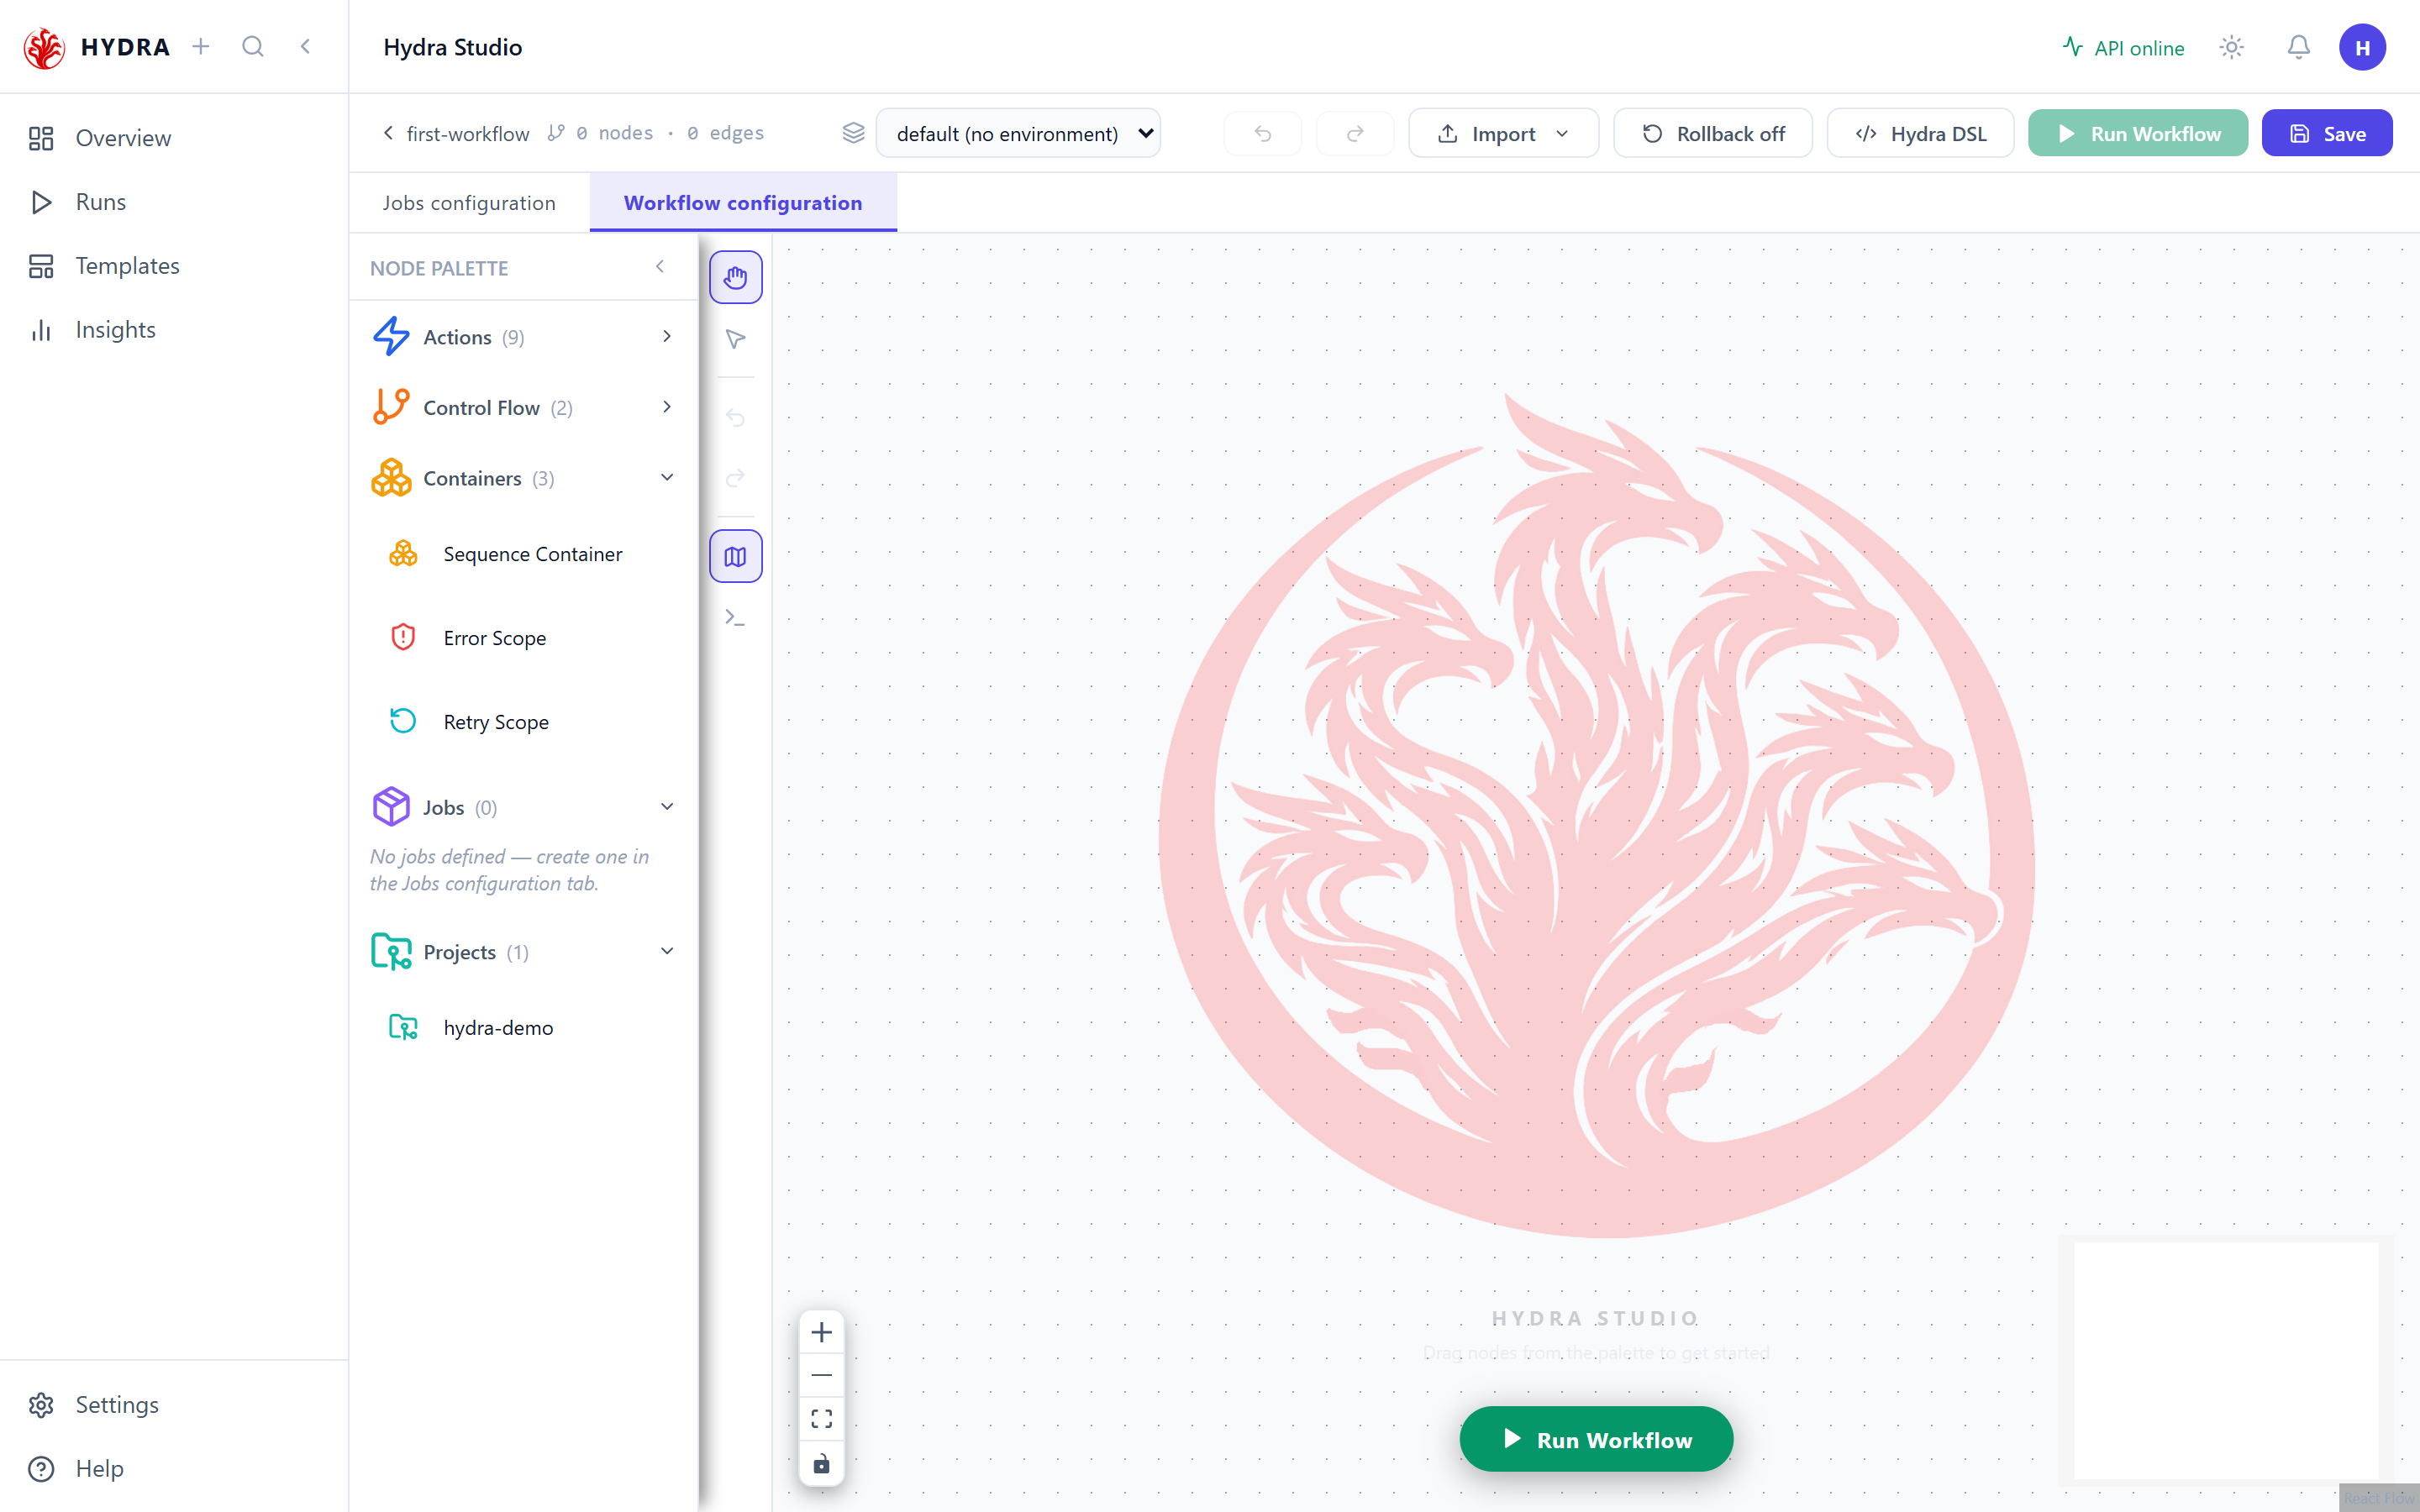 HYDRA
Hydra Studio
API online
H
Overview
Runs
Templates
Insights
Settings
Help
first-workflow
0 nodes · 0 edges
default (no environment)
Import
Rollback off
Hydra DSL
Run Workflow
Save
Jobs configuration
Workflow configuration
NODE PALETTE
Actions (9)
Control Flow (2)
Containers (3)
Sequence Container
Error Scope
Retry Scope
Jobs (0)
No jobs defined — create one in
the Jobs configuration tab.
Projects (1)
hydra-demo
HYDRA STUDIO
Drag nodes from the palette to get started
Run Workflow
React Flow